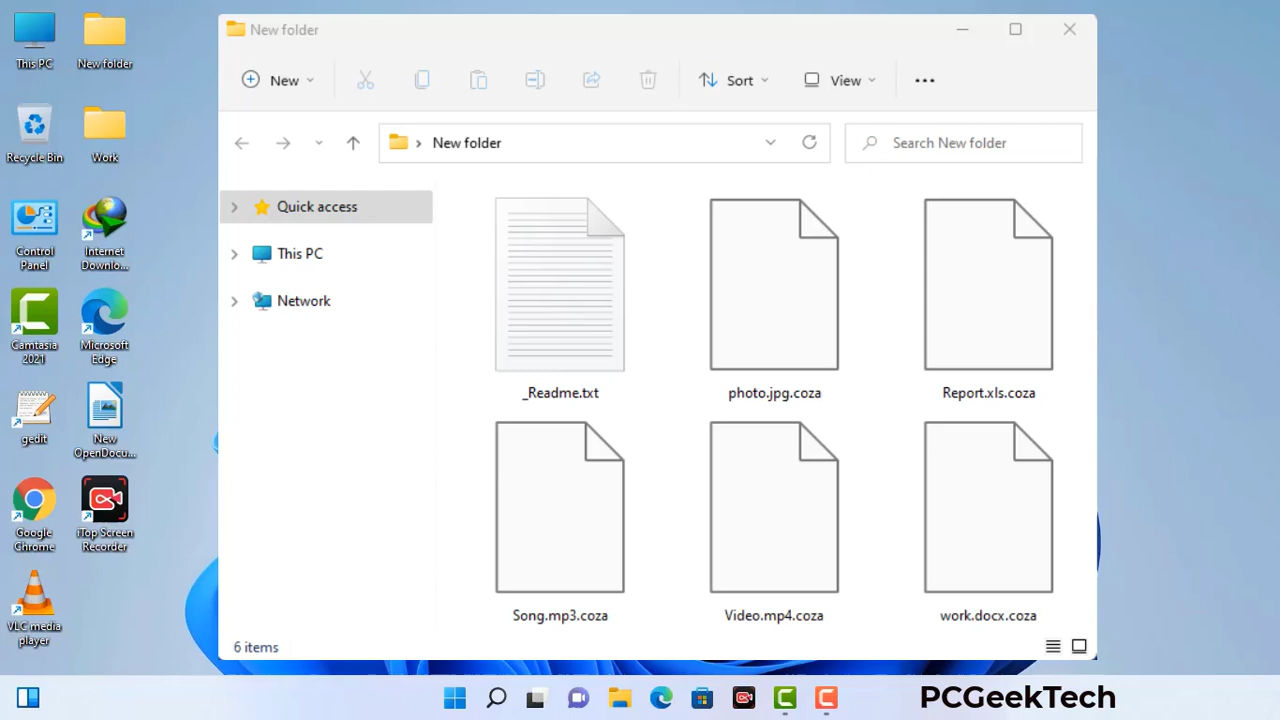 This PC
New folder
Recycle Bin
Work
Control
Panel
Internet
Downlo...
Camtasia
2021
Microsoft
Edge
gedit
New
OpenDocu...
Google
Chrome
iTop Screen
Recorder
VLC media
player
New folder
New
Sort
View
New folder
Search New folder
Quick access
This PC
Network
_Readme.txt
photo.jpg.coza
Report.xls.coza
Song.mp3.coza
Video.mp4.coza
work.docx.coza
6 items
PCGeekTech